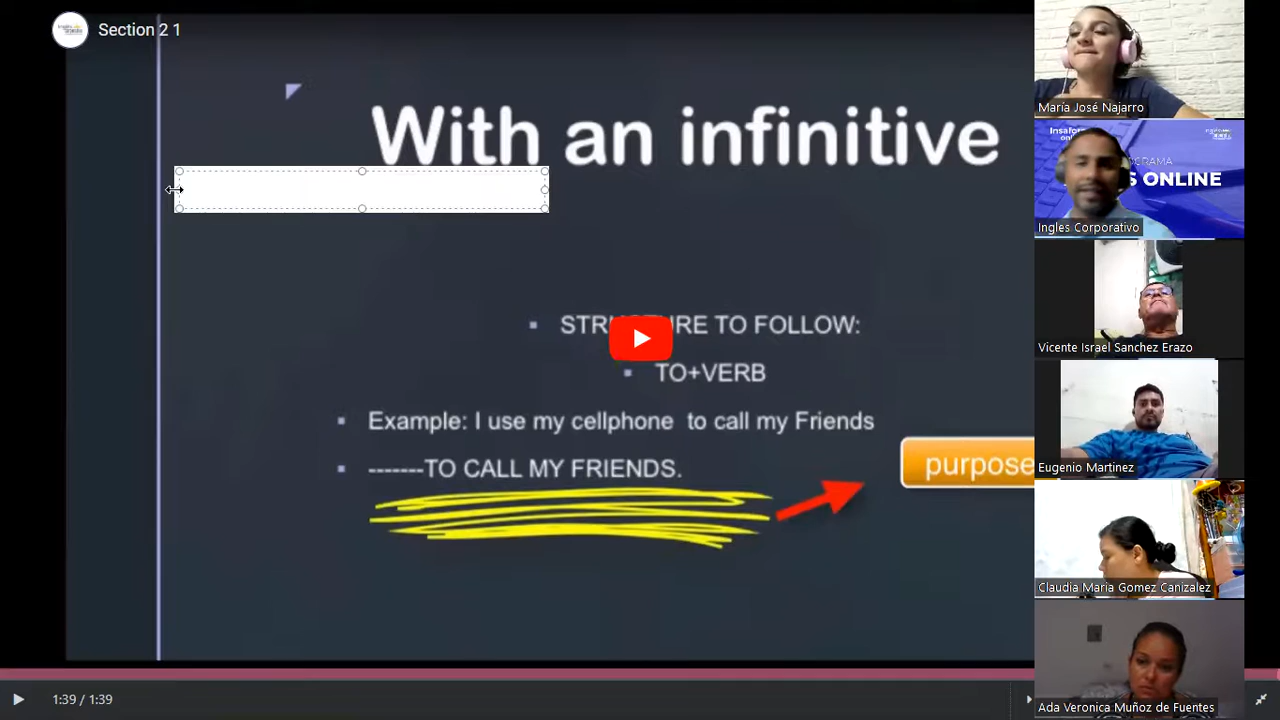 Section 2 1
With an infinitive
▪ STRUCTURE TO FOLLOW:
▪ TO+VERB
▪ Example: I use my cellphone to call my Friends
▪ -------TO CALL MY FRIENDS.
purpose
1:39 / 1:39
María José Najarro
Insaforp
ONLINE
Ingles Corporativo
Vicente Israel Sanchez Erazo
Eugenio Martinez
Claudia Maria Gomez Canizalez
Ada Veronica Muñoz de Fuentes